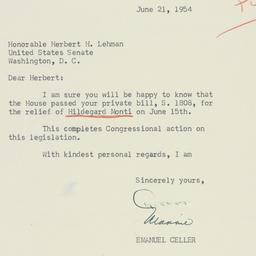 June 21, 1954
Honorable Herbert H. Lehman
United States Senate
Washington, D. C.
Dear Herbert:
I am sure you will be happy to know that
the House passed your private bill, S. 1808, for
the relief of Hildegard Monti on June 15th.
This completes Congressional action on
this legislation.
With kindest personal regards, I am
Sincerely yours,
Mannie
EMANUEL CELLER